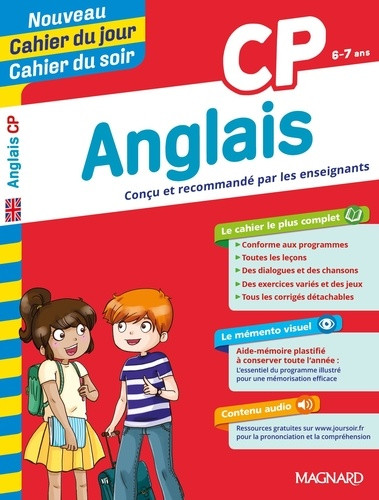 Nouveau
Cahier du jour
Cahier du soir
Anglais CP
CP
6-7 ans
Anglais
Conçu et recommandé par les enseignants
Le cahier le plus complet
Conforme aux programmes
Toutes les leçons
Des dialogues et des chansons
Des exercices variés et des jeux
Tous les corrigés détachables
Le mémento visuel
Aide-mémoire plastifié
à conserver toute l'année :
L'essentiel du programme illustré
pour une mémorisation efficace
Contenu audio
Ressources gratuites sur www.joursoir.fr
pour la prononciation et la compréhension
MAGNARD